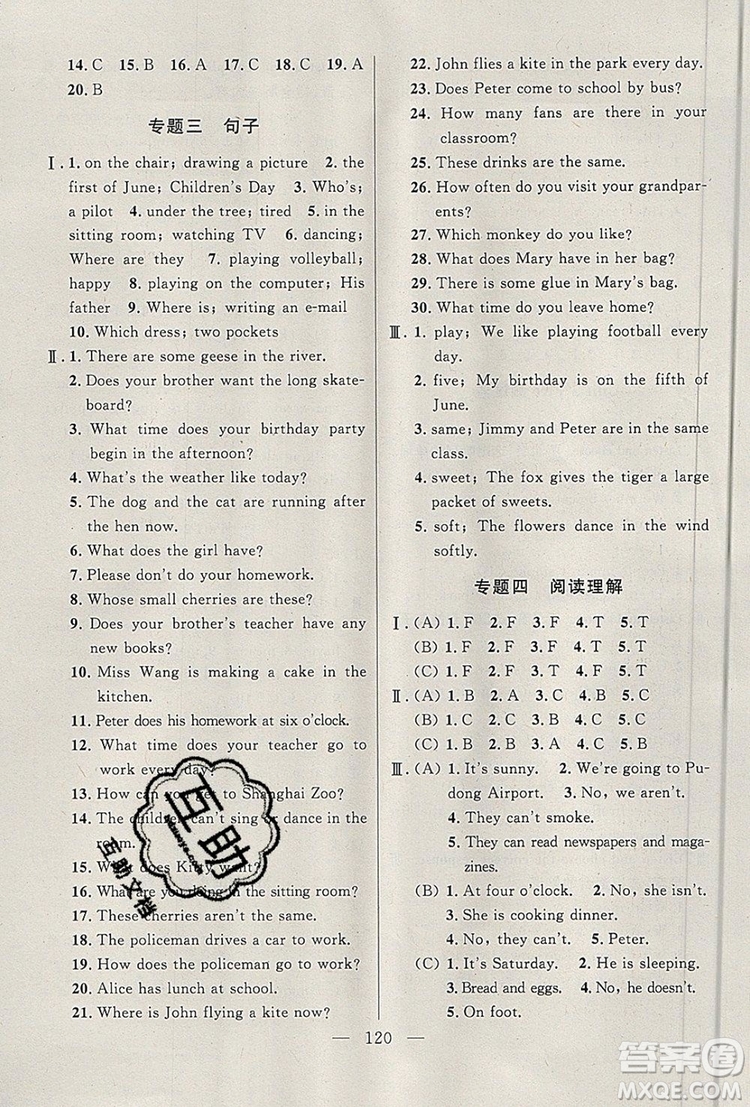 14. C 15. B 16. A 17. C 18. C 19. A
20. B
专题三 句子
Ⅰ. 1. on the chair; drawing a picture 2. the
first of June; Children's Day 3. Who's;
a pilot 4. under the tree; tired 5. in the
sitting room; watching TV 6. dancing;
Where are they 7. playing volleyball;
happy 8. playing on the computer; His
father 9. Where is; writing an e-mail
10. Which dress; two pockets
Ⅱ. 1. There are some geese in the river.
2. Does your brother want the long skate-
board?
3. What time does your birthday party
begin in the afternoon?
4. What's the weather like today?
5. The dog and the cat are running after
the hen now.
6. What does the girl have?
7. Please don't do your homework.
8. Whose small cherries are these?
9. Does your brother's teacher have any
new books?
10. Miss Wang is making a cake in the
kitchen.
11. Peter does his homework at six o'clock.
12. What time does your teacher go to
work every day?
13. How can you get to Shanghai Zoo?
14. The children can't sing or dance in the
room.
15. What does Kitty want?
16. What are you doing in the sitting room?
17. These cherries aren't the same.
18. The policeman drives a car to work.
19. How does the policeman go to work?
20. Alice has lunch at school.
21. Where is John flying a kite now?
22. John flies a kite in the park every day.
23. Does Peter come to school by bus?
24. How many fans are there in your
classroom?
25. These drinks are the same.
26. How often do you visit your grandpar-
ents?
27. Which monkey do you like?
28. What does Mary have in her bag?
29. There is some glue in Mary's bag.
30. What time do you leave home?
Ⅲ. 1. play; We like playing football every
day.
2. five; My birthday is on the fifth of
June.
3. same; Jimmy and Peter are in the same
class.
4. sweet; The fox gives the tiger a large
packet of sweets.
5. soft; The flowers dance in the wind
softly.
专题四 阅读理解
Ⅰ. (A) 1. F 2. F 3. F 4. T 5. T
(B) 1. F 2. F 3. T 4. T 5. T
(C) 1. F 2. F 3. T 4. F 5. T
Ⅱ. (A) 1. B 2. A 3. C 4. B 5. C
(B) 1. C 2. C 3. B 4. A 5. C
(C) 1. C 2. B 3. B 4. C 5. B
Ⅲ. (A) 1. It's sunny. 2. We're going to Pu-
dong Airport. 3. No, we aren't.
4. They can't smoke.
5. They can read newspapers and maga-
zines.
(B) 1. At four o'clock. 2. No, she isn't.
3. She is cooking dinner.
4. No, they can't. 5. Peter.
(C) 1. It's Saturday. 2. He is sleeping.
3. Bread and eggs. 4. No, he doesn't.
5. On foot.
互助
互助文档
— 120 —
答案圈
MXQE.COM